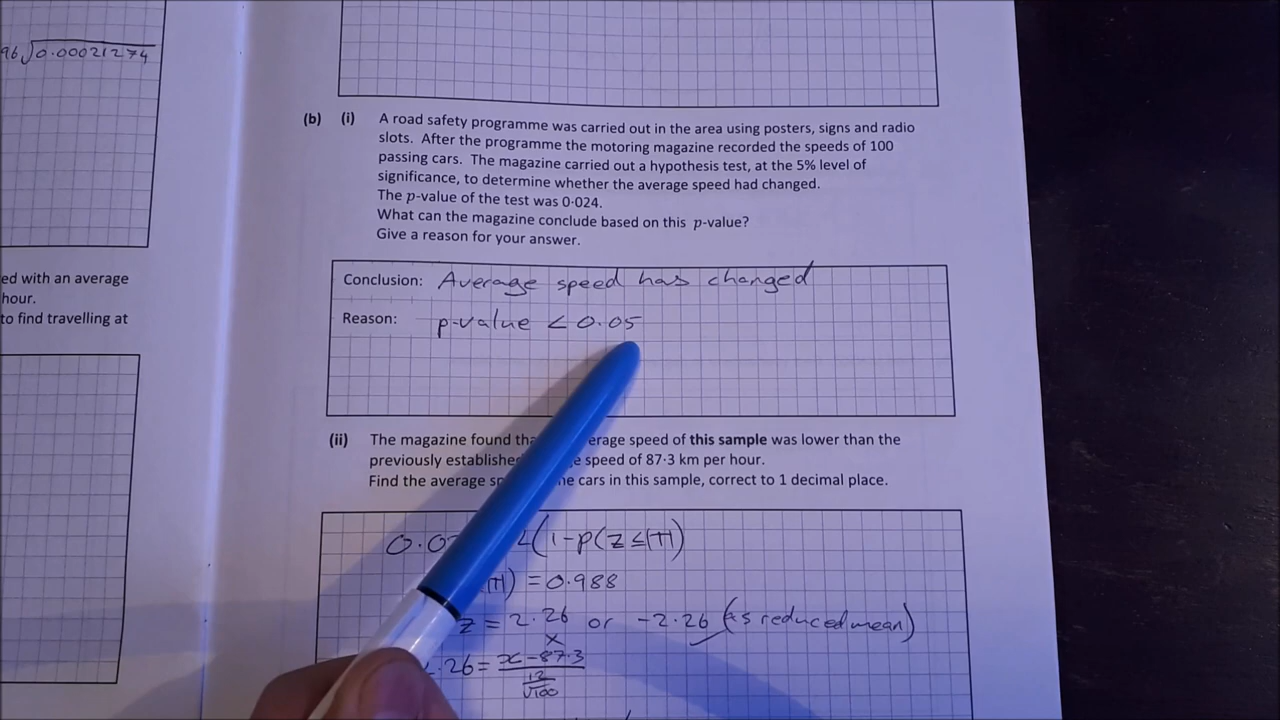 96 0.00021274
(b) (i) A road safety programme was carried out in the area using posters, signs and radio
slots. After the programme the motoring magazine recorded the speeds of 100
passing cars. The magazine carried out a hypothesis test, at the 5% level of
significance, to determine whether the average speed had changed.
The p-value of the test was 0·024.
What can the magazine conclude based on this p-value?
Give a reason for your answer.
ed with an average
hour.
to find travelling at
Conclusion: Average speed has changed
Reason: p-value < 0.05
(ii) The magazine found tha erage speed of this sample was lower than the
previously established e speed of 87·3 km per hour.
Find the average sp he cars in this sample, correct to 1 decimal place.
0.0 (1-p(z≤|T|)
|T|) = 0.988
z = 2.26 or -2.26 (as reduced mean)
x
.26 = x-87.3
12
√100